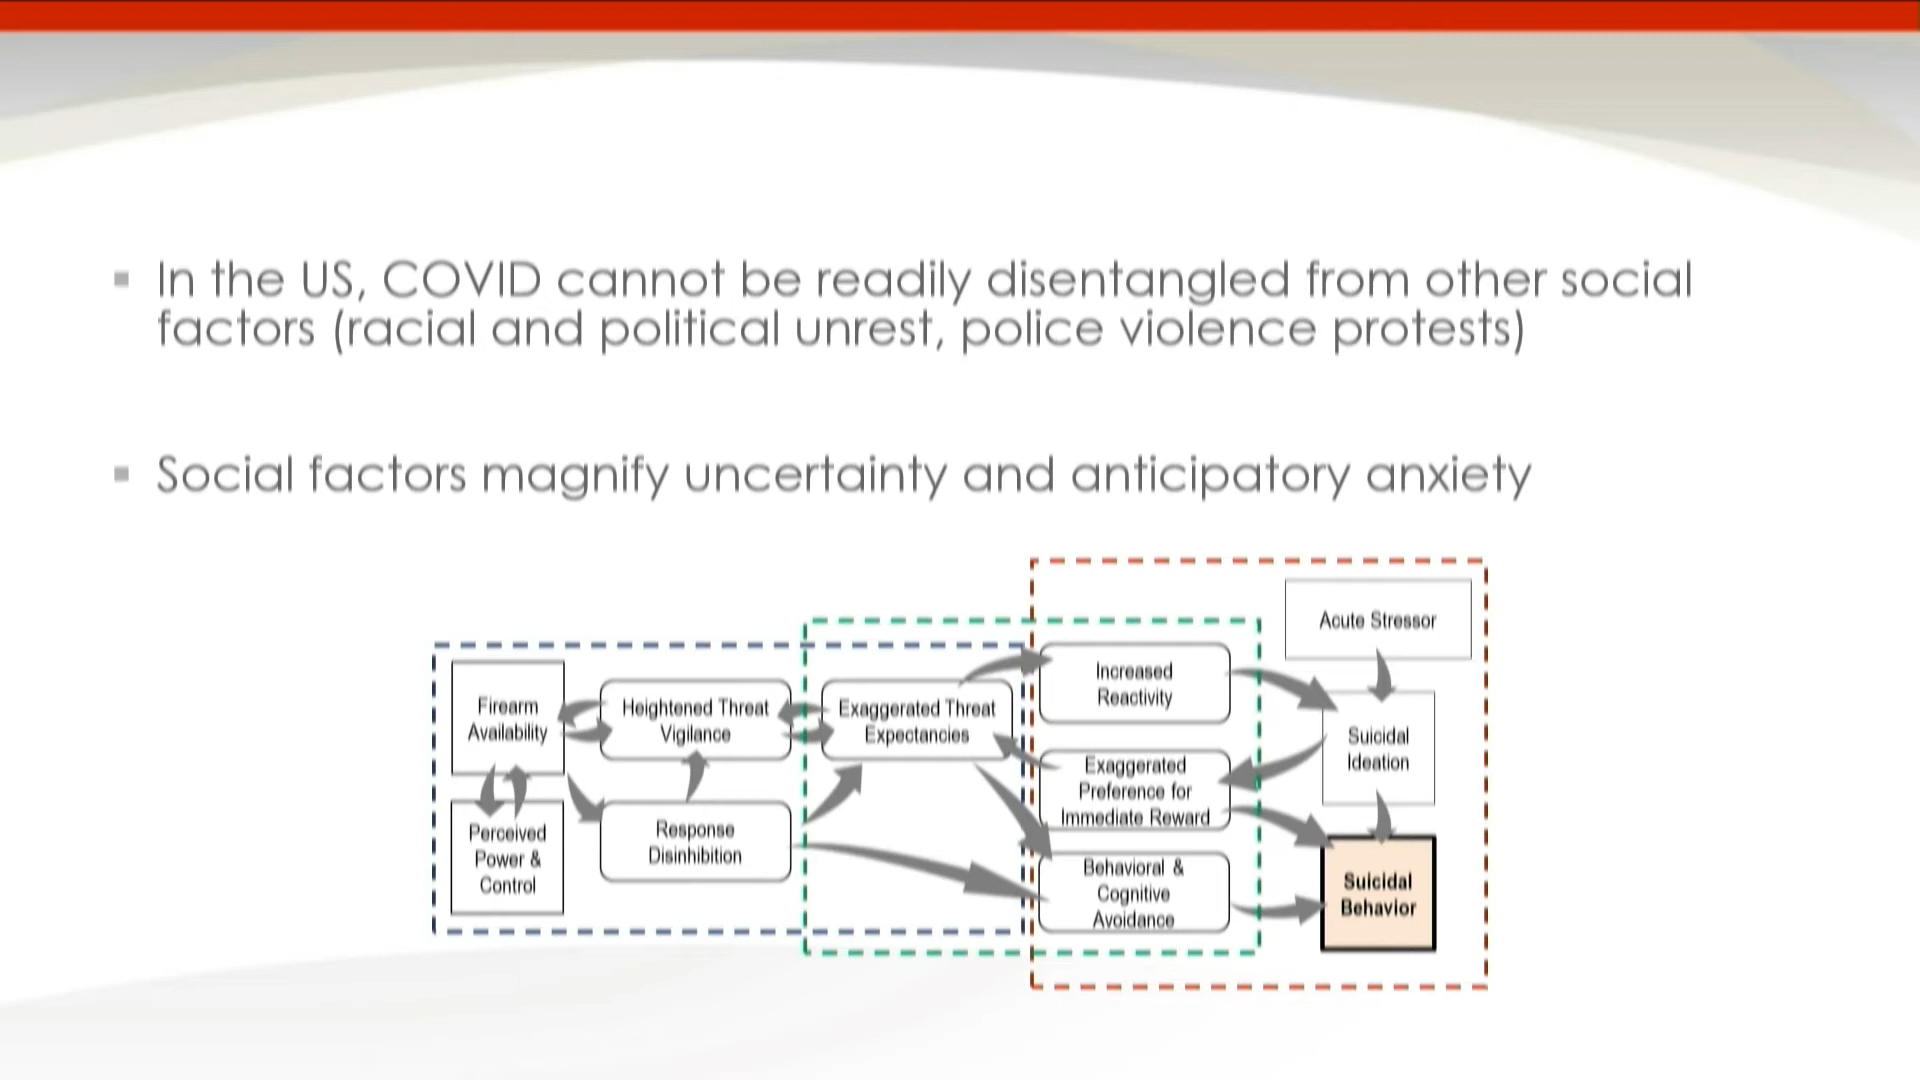 In the US, COVID cannot be readily disentangled from other social
factors (racial and political unrest, police violence protests)
Social factors magnify uncertainty and anticipatory anxiety
Firearm
Availability
Perceived
Power &
Control
Heightened Threat
Vigilance
Response
Disinhibition
Exaggerated Threat
Expectancies
Increased
Reactivity
Exaggerated
Preference for
Immediate Reward
Behavioral &
Cognitive
Avoidance
Acute Stressor
Suicidal
Ideation
Suicidal
Behavior